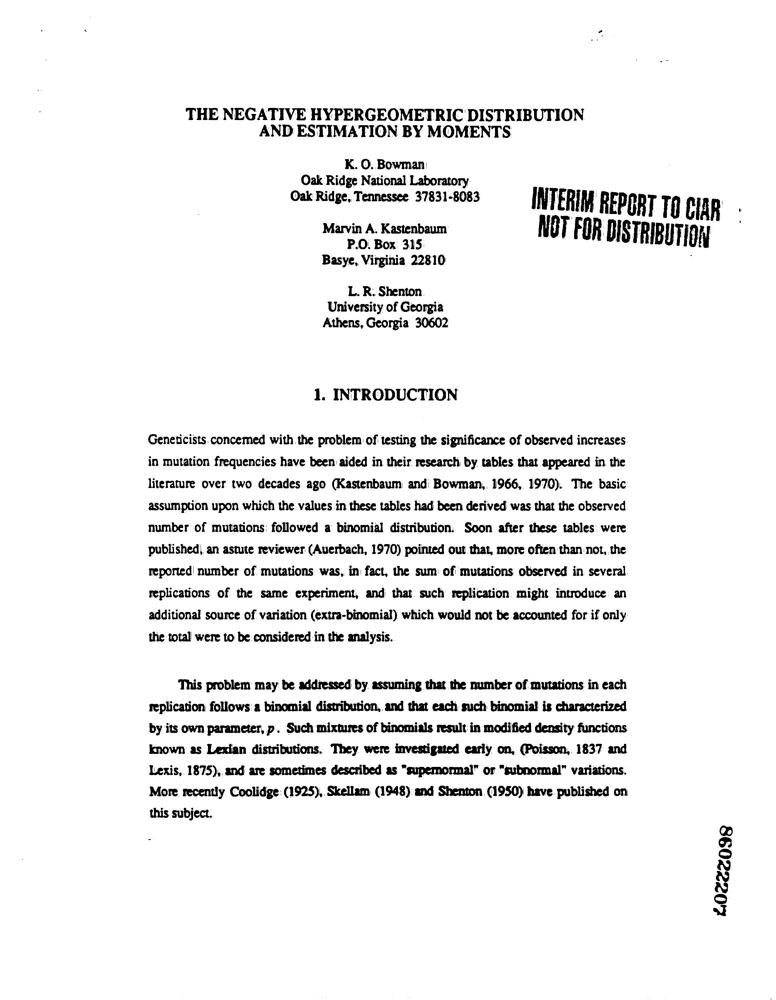 THE NEGATIVE HYPERGEOMETRIC DISTRIBUTION
AND ESTIMATION BY MOMENTS
K. O. Bowman
Oak Ridge National Laboratory
Oak Ridge, Tennessee 37831-8083
INTERIM REPORT TO CIAR
NOT FOR DISTRIBUTION
Marvin A. Kastenbaum
P.O. Box 315
Basye, Virginia 22810
L. R. Shenton
University of Georgia
Athens, Georgia 30602
1. INTRODUCTION
Geneticists concerned with the problem of testing the significance of observed increases
in mutation frequencies have been aided in their research by tables that appeared in the
literature over two decades ago (Kastenbaum and Bowman, 1966, 1970). The basic
assumption upon which the values in these tables had been derived was that the observed
number of mutations followed a binomial distribution. Soon after these tables were
published, an astute reviewer (Auerbach, 1970) pointed out that, more often than not, the
reported number of mutations was, in fact, the sum of mutations observed in several
replications of the same experiment, and that such replication might introduce an
additional source of variation (extra-binomial) which would not be accounted for if only
the total were to be considered in the analysis.
This problem may be addressed by assuming that the number of mutations in each
replication follows a binomial distribution, and that each such binomial is characterized
by its own parameter, p. Such mixtures of binomials result in modified density functions
known as Lexian distributions. They were investigated early on, (Poisson, 1837 and
Lexis, 1875), and are sometimes described as "supernormal" or "subnormal" variations.
More recently Coolidge (1925), Skellam (1948) and Shenton (1950) have published on
this subject.
86022207